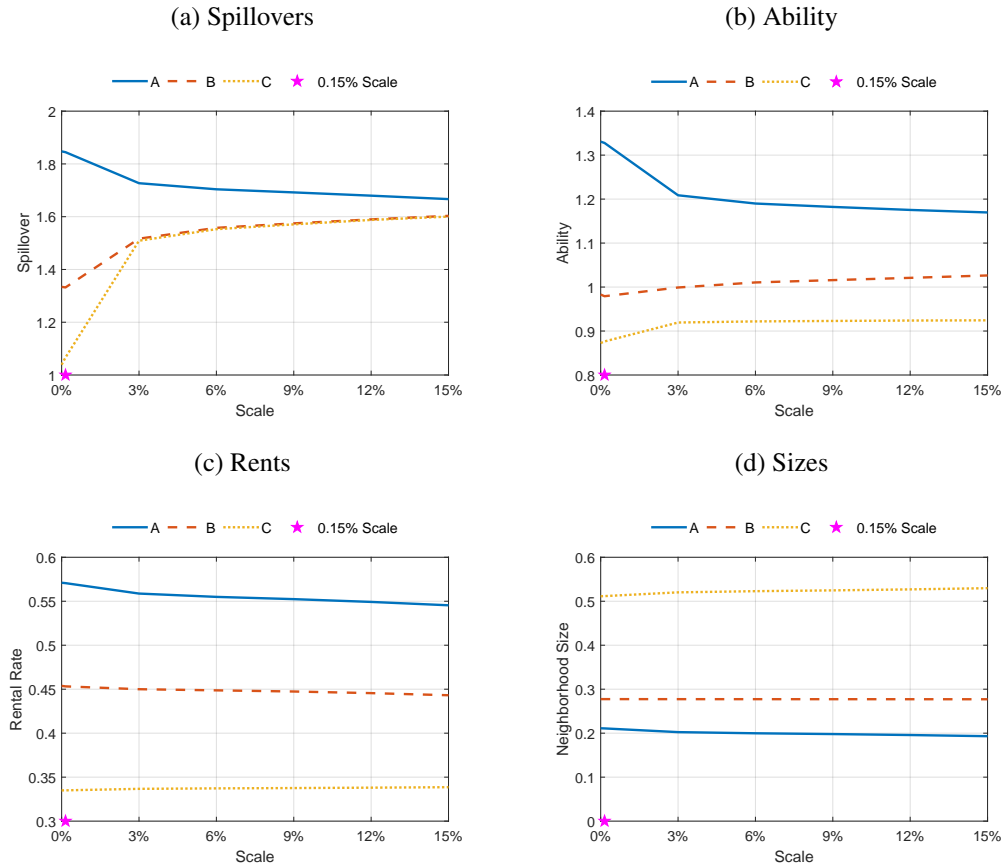 (a) Spillovers
A B C 0.15% Scale
2
1.8
1.6
1.4
1.2
1
Spillover
0% 3% 6% 9% 12% 15%
Scale
(b) Ability
A B C 0.15% Scale
1.4
1.3
1.2
1.1
1
0.9
0.8
Ability
0% 3% 6% 9% 12% 15%
Scale
(c) Rents
A B C 0.15% Scale
0.6
0.55
0.5
0.45
0.4
0.35
0.3
Rental Rate
0% 3% 6% 9% 12% 15%
Scale
(d) Sizes
A B C 0.15% Scale
0.6
0.5
0.4
0.3
0.2
0.1
0
Neighborhood Size
0% 3% 6% 9% 12% 15%
Scale